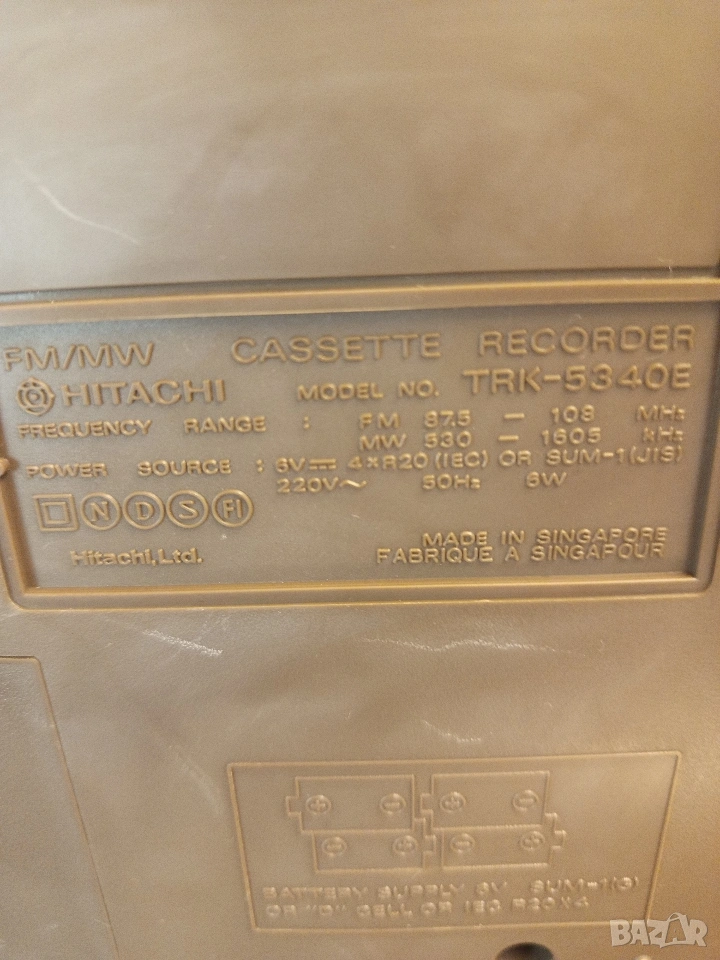 FM/MW CASSETTE RECORDER
HITACHI MODEL NO. TRK-5340E
FREQUENCY RANGE : FM 87.5 — 108 MHz
MW 530 — 1605 kHz
POWER SOURCE : 6V⎓ 4×R20 (IEC) OR SUM-1(JIS)
220V~ 50Hz 6W
N D S FI
MADE IN SINGAPORE
Hitachi, Ltd. FABRIQUE A SINGAPOUR
BATTERY SUPPLY 6V SUM-1(S)
OR "D" CELL OR IEC R20×4
BAZAR